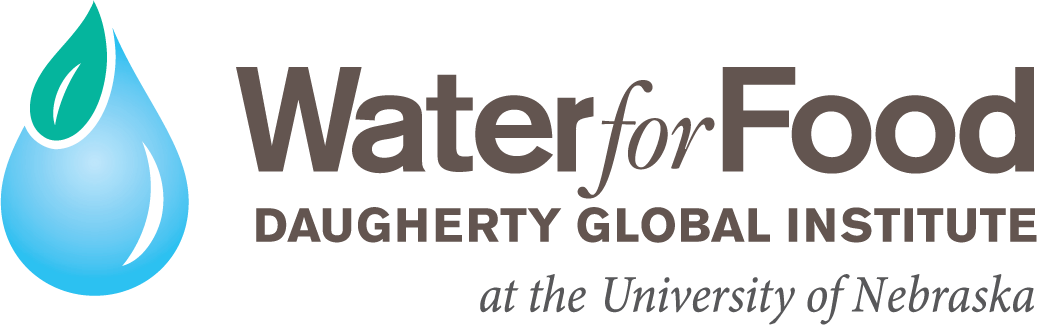 Water for Food
DAUGHERTY GLOBAL INSTITUTE
at the University of Nebraska